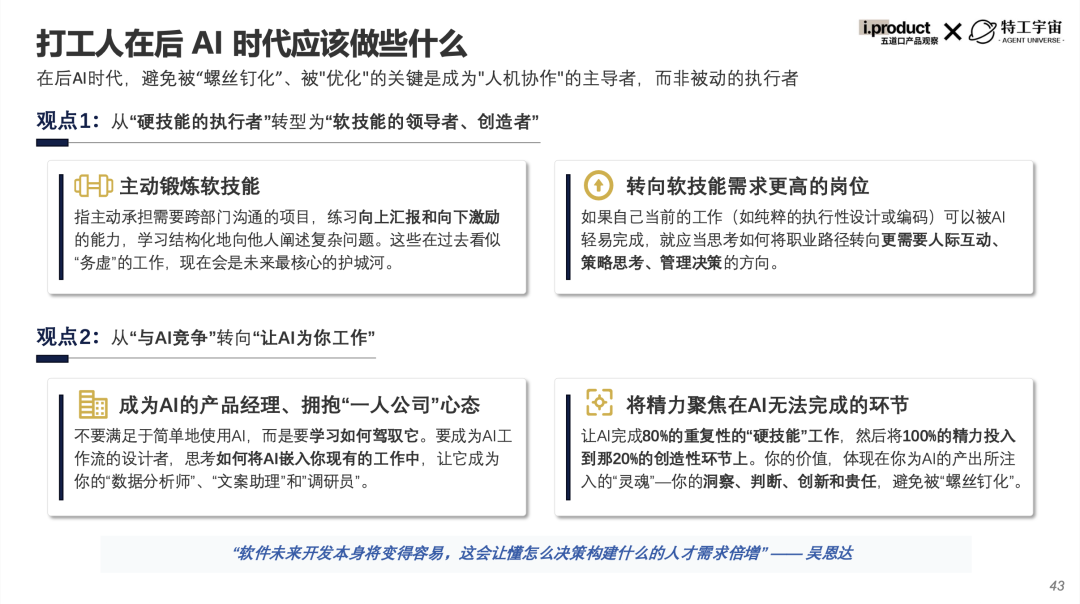 打工人在后 AI 时代应该做些什么
i.product
五道口产品观察
特工宇宙
- AGENT UNIVERSE -
在后AI时代，避免被“螺丝钉化”、被"优化"的关键是成为"人机协作"的主导者，而非被动的执行者
观点1：从“硬技能的执行者”转型为“软技能的领导者、创造者”
主动锻炼软技能
指主动承担需要跨部门沟通的项目，练习向上汇报和向下激励
的能力，学习结构化地向他人阐述复杂问题。这些在过去看似
“务虚”的工作，现在会是未来最核心的护城河。
转向软技能需求更高的岗位
如果自己当前的工作（如纯粹的执行性设计或编码）可以被AI
轻易完成，就应当思考如何将职业路径转向更需要人际互动、
策略思考、管理决策的方向。
观点2：从“与AI竞争”转向“让AI为你工作”
成为AI的产品经理、拥抱“一人公司”心态
不要满足于简单地使用AI，而是要学习如何驾驭它。要成为AI工
作流的设计者，思考如何将AI嵌入你现有的工作中，让它成为
你的“数据分析师”、“文案助理”和”调研员”。
将精力聚焦在AI无法完成的环节
让AI完成80%的重复性的“硬技能”工作，然后将100%的精力投入
到那20%的创造性环节上。你的价值，体现在你为AI的产出所注
入的“灵魂”—你的洞察、判断、创新和责任，避免被“螺丝钉化”。
“软件未来开发本身将变得容易，这会让懂怎么决策构建什么的人才需求倍增” —— 吴恩达
43